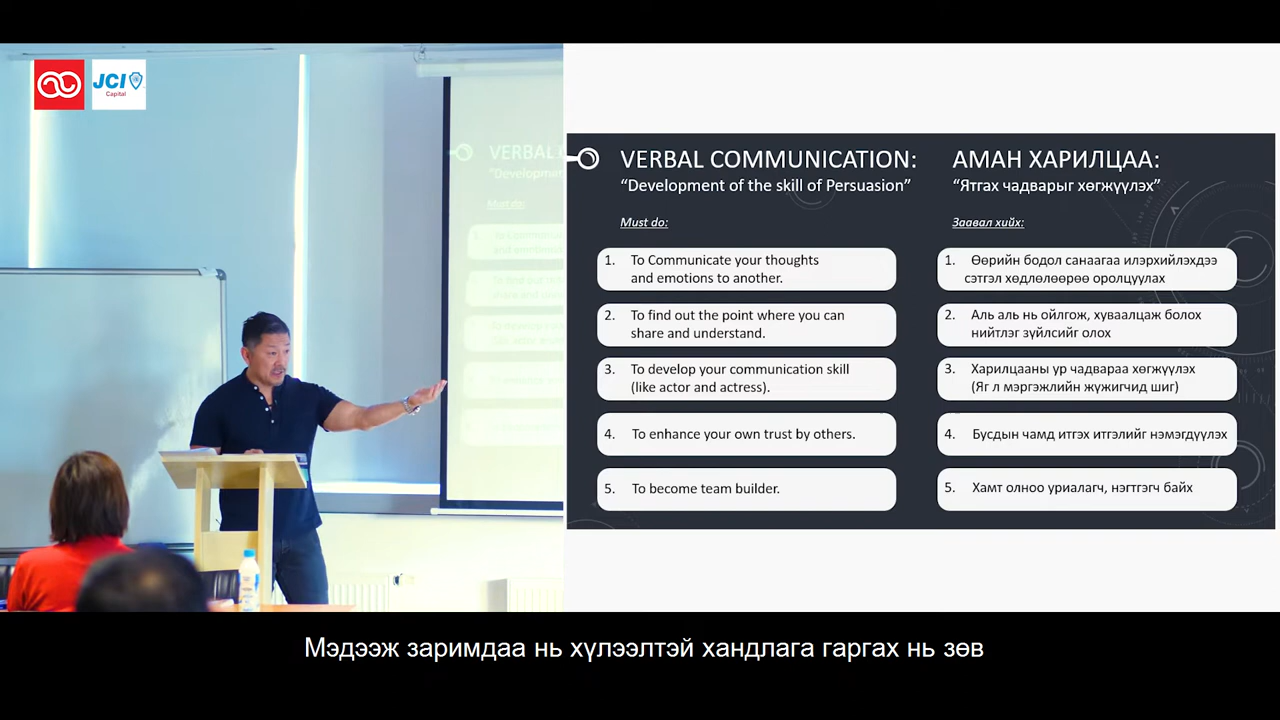 JCI
Capital
VERBAL
Must do:
VERBAL COMMUNICATION:
“Development of the skill of Persuasion”
Must do:
1. To Communicate your thoughts
and emotions to another.
2. To find out the point where you can
share and understand.
3. To develop your communication skill
(like actor and actress).
4. To enhance your own trust by others.
5. To become team builder.
АМАН ХАРИЛЦАА:
“Ятгах чадварыг хөгжүүлэх”
Заавал хийх:
1. Өөрийн бодол санаагаа илэрхийлэхдээ
сэтгэл хөдлөлөөрөө оролцуулах
2. Аль аль нь ойлгож, хуваалцаж болох
нийтлэг зүйлсийг олох
3. Харилцааны ур чадвараа хөгжүүлэх
(Яг л мэргэжлийн жүжигчид шиг)
4. Бусдын чамд итгэх итгэлийг нэмэгдүүлэх
5. Хамт олноо уриалагч, нэгтгэгч байх
Мэдээж заримдаа нь хүлээлтэй хандлага гаргах нь зөв